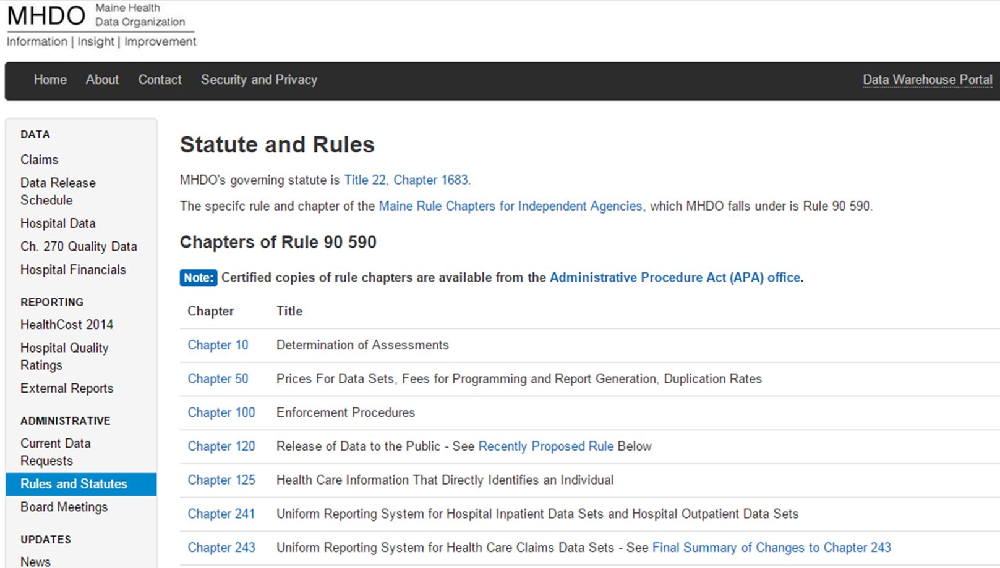 MHDO Maine Health
Data Organization
Information | Insight | Improvement
Home About Contact Security and Privacy Data Warehouse Portal
DATA
Claims
Data Release
Schedule
Hospital Data
Ch. 270 Quality Data
Hospital Financials
REPORTING
HealthCost 2014
Hospital Quality
Ratings
External Reports
ADMINISTRATIVE
Current Data
Requests
Rules and Statutes
Board Meetings
UPDATES
News
Statute and Rules
MHDO's governing statute is Title 22, Chapter 1683.
The specifc rule and chapter of the Maine Rule Chapters for Independent Agencies, which MHDO falls under is Rule 90 590.
Chapters of Rule 90 590
Note: Certified copies of rule chapters are available from the Administrative Procedure Act (APA) office.
Chapter Title
Chapter 10 Determination of Assessments
Chapter 50 Prices For Data Sets, Fees for Programming and Report Generation, Duplication Rates
Chapter 100 Enforcement Procedures
Chapter 120 Release of Data to the Public - See Recently Proposed Rule Below
Chapter 125 Health Care Information That Directly Identifies an Individual
Chapter 241 Uniform Reporting System for Hospital Inpatient Data Sets and Hospital Outpatient Data Sets
Chapter 243 Uniform Reporting System for Health Care Claims Data Sets - See Final Summary of Changes to Chapter 243